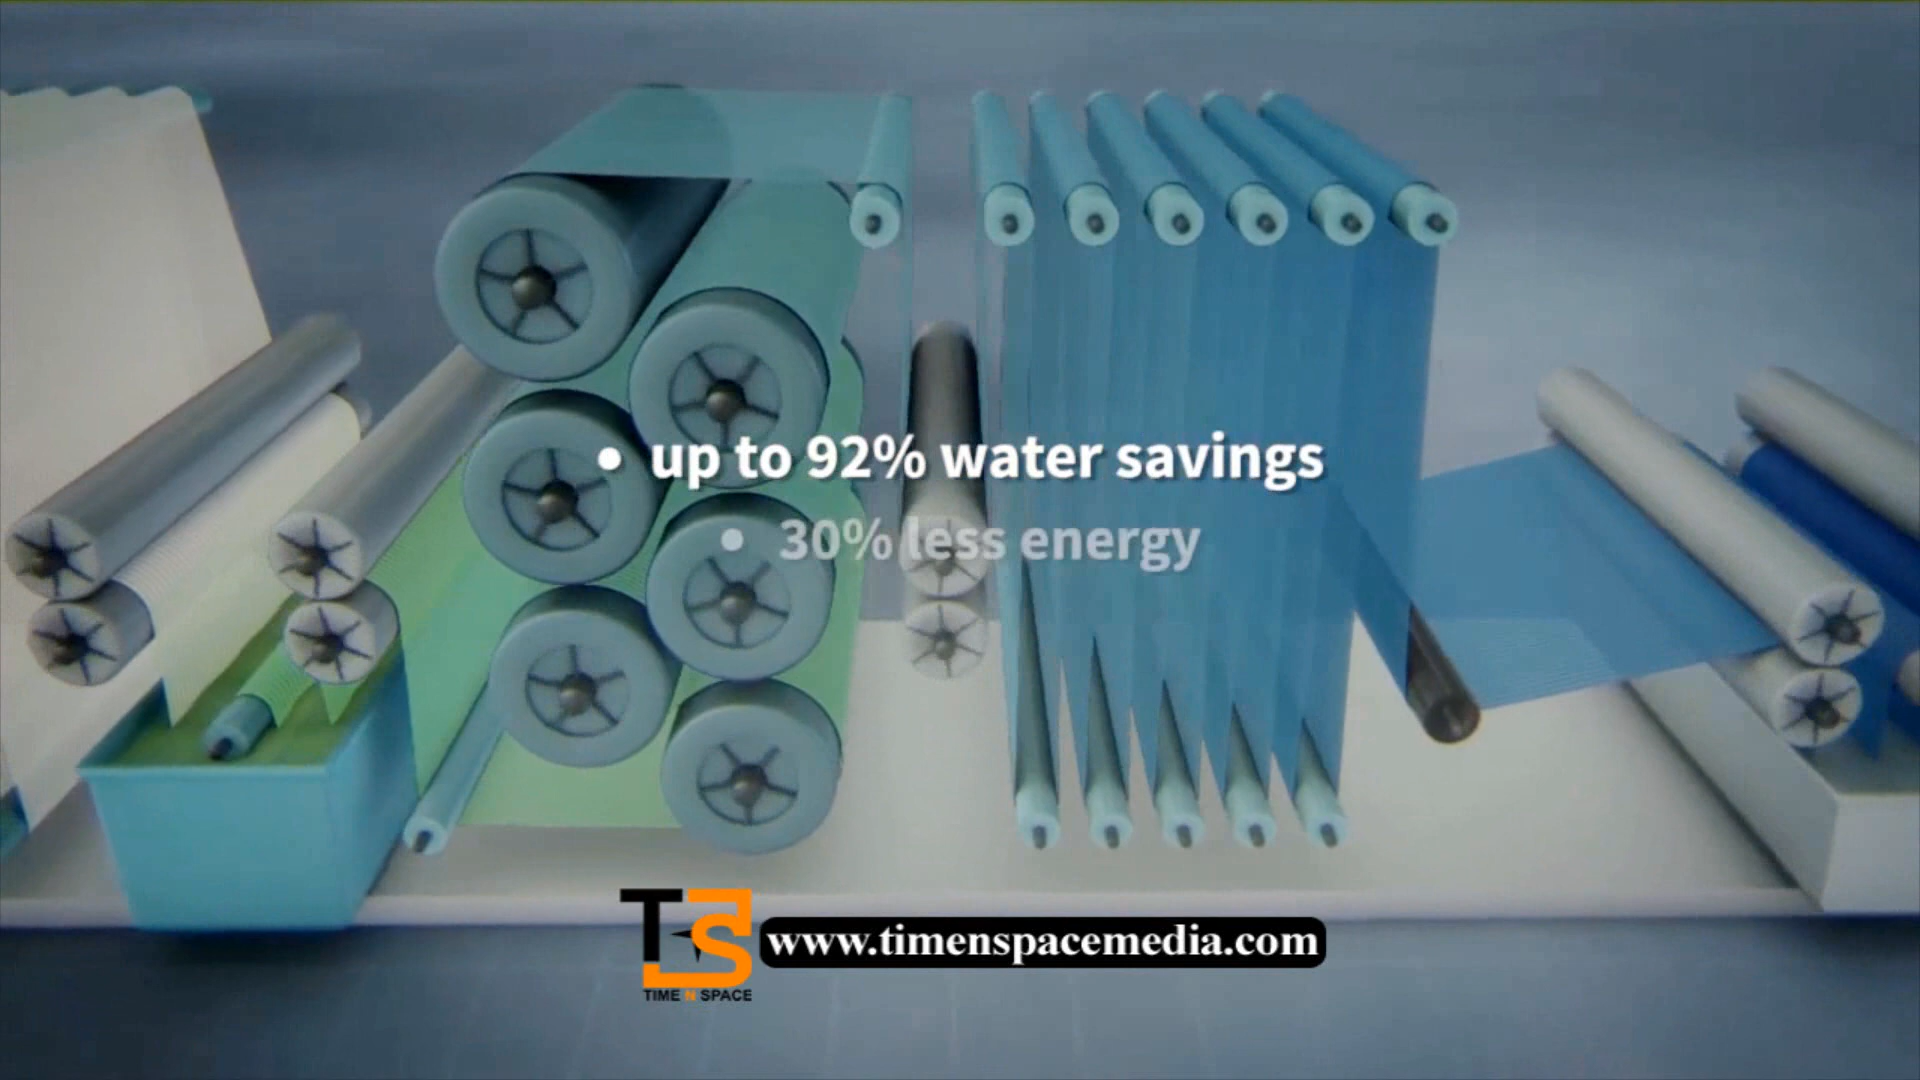 • up to 92% water savings
• 30% less energy
TS
www.timenspacemedia.com
TIME N SPACE